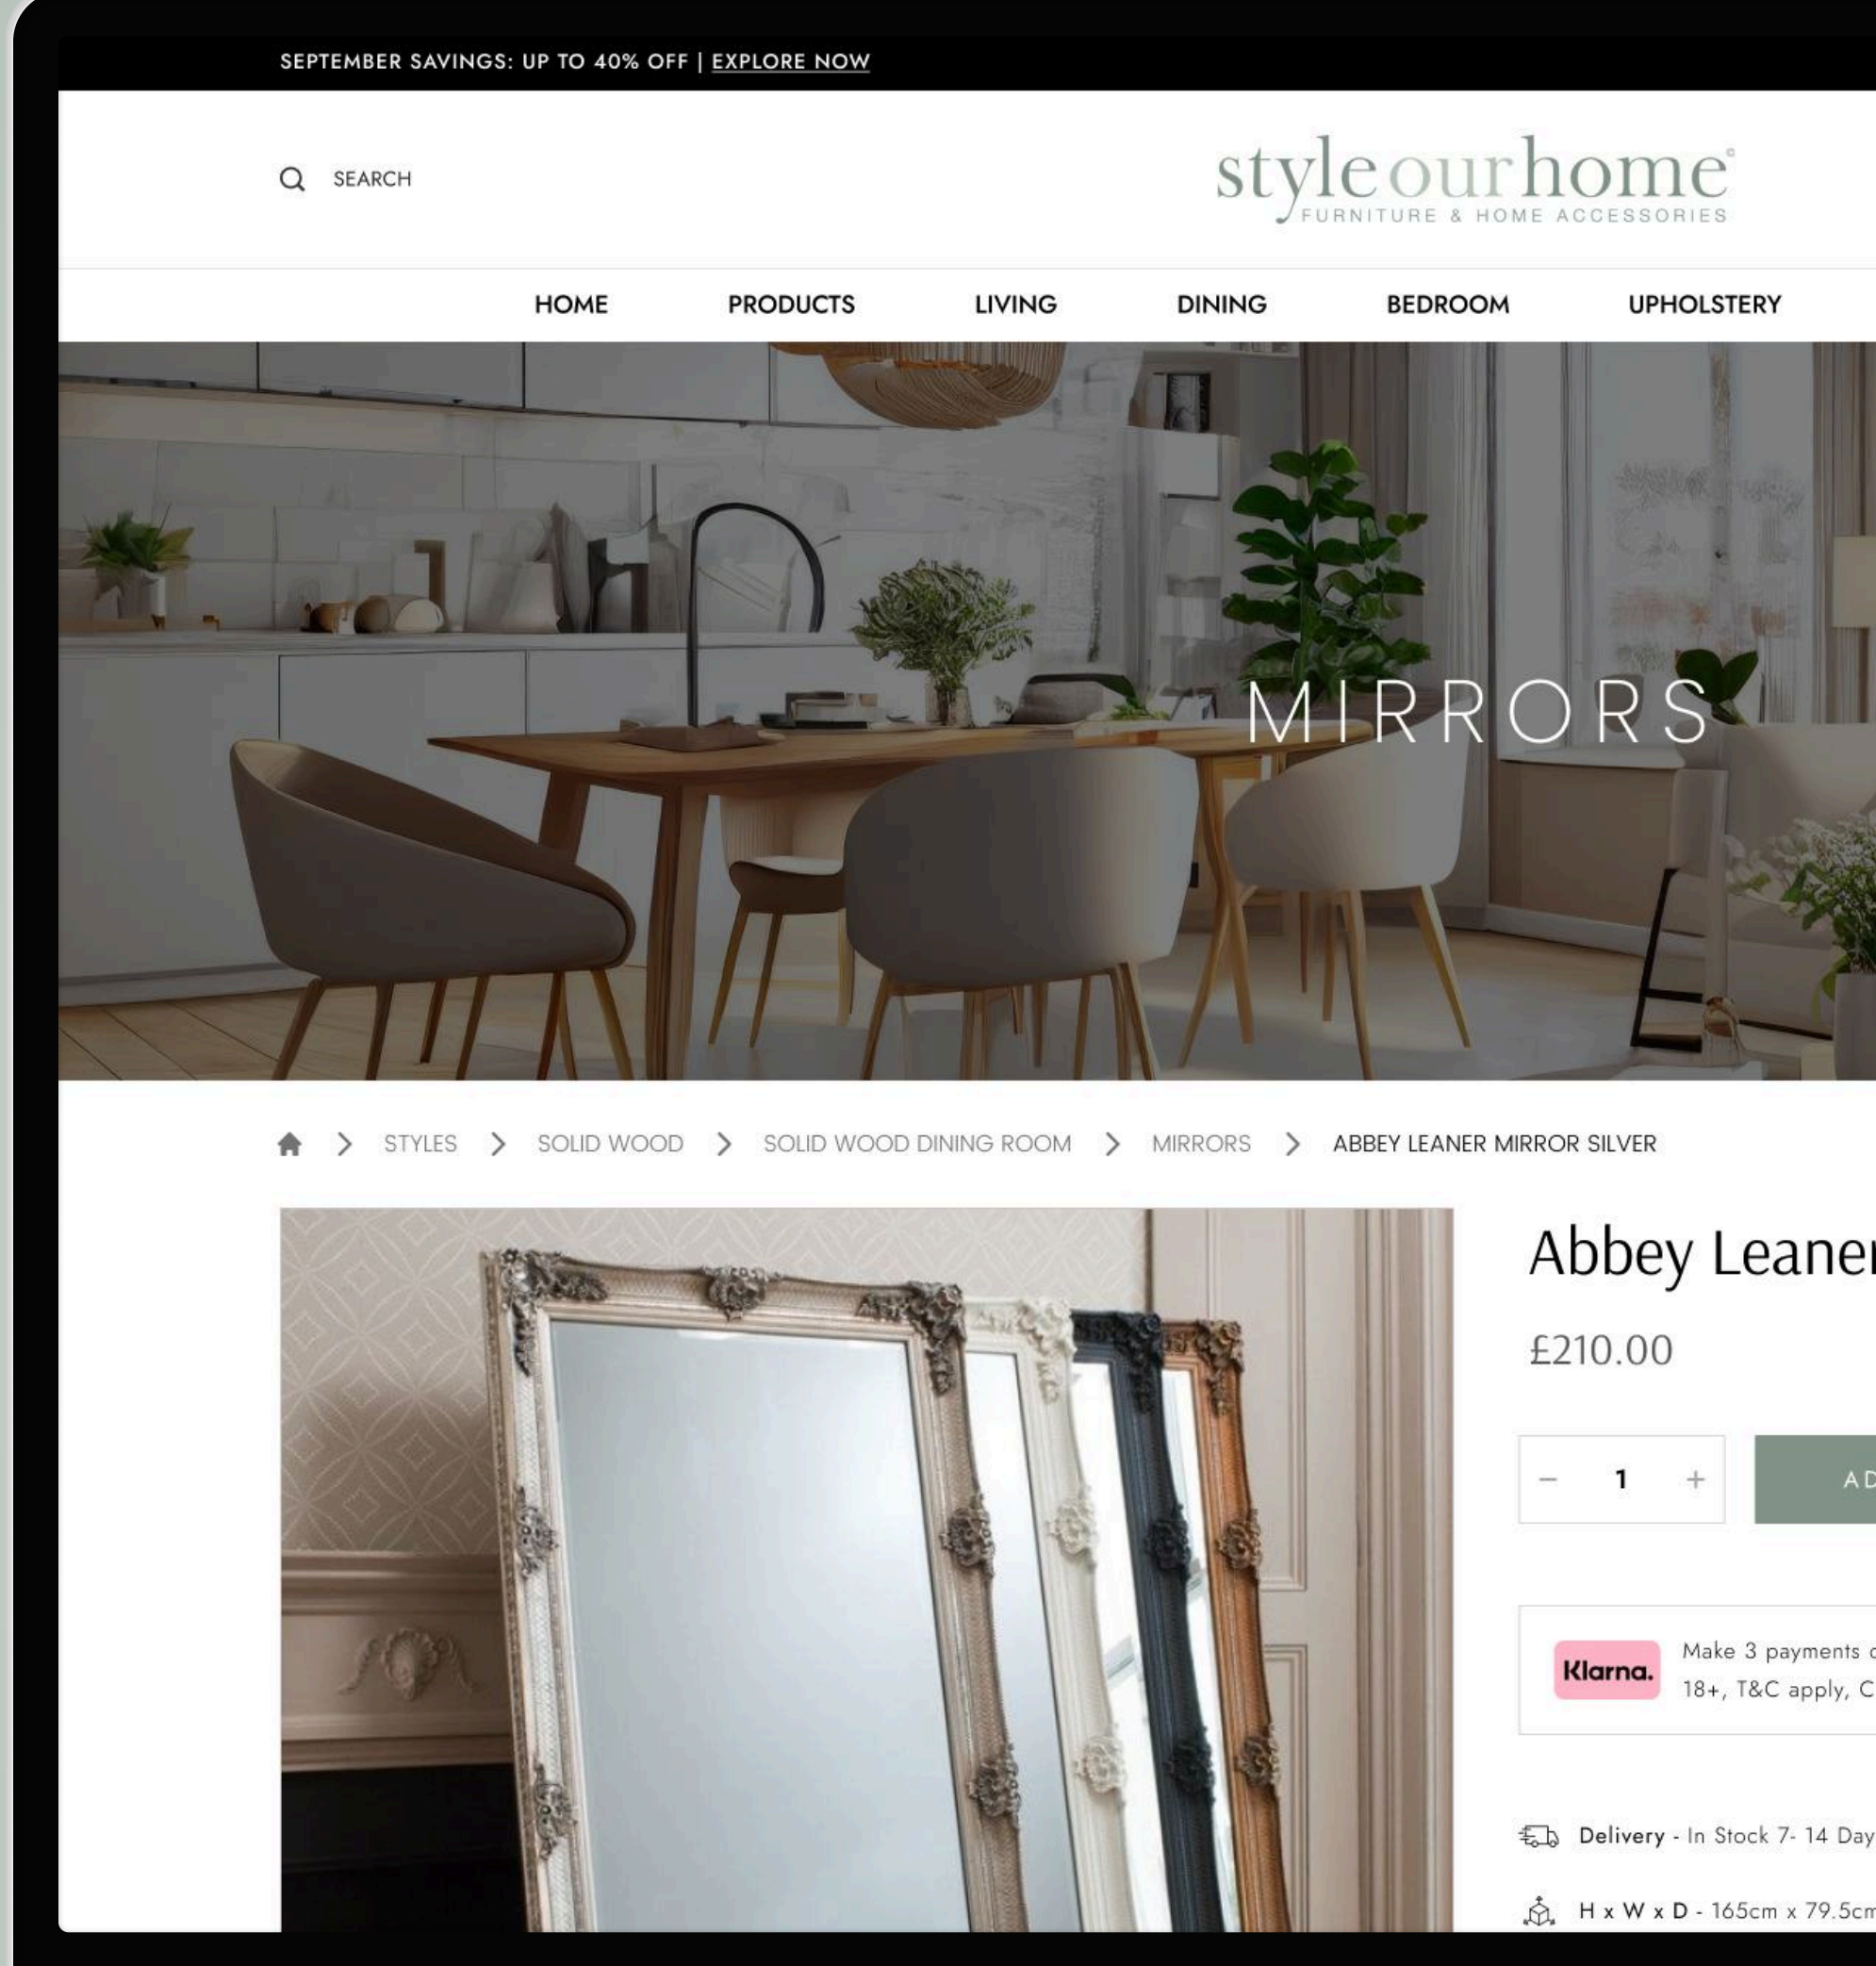 SEPTEMBER SAVINGS: UP TO 40% OFF | EXPLORE NOW
SEARCH
styleourhome
FURNITURE & HOME ACCESSORIES
HOME PRODUCTS LIVING DINING BEDROOM UPHOLSTERY
MIRRORS
STYLES > SOLID WOOD > SOLID WOOD DINING ROOM > MIRRORS > ABBEY LEANER MIRROR SILVER
Abbey Leaner
£210.00
− 1 +
AD
Klarna.
Make 3 payments
18+, T&C apply, C
Delivery - In Stock 7- 14 Day
H x W x D - 165cm x 79.5cm